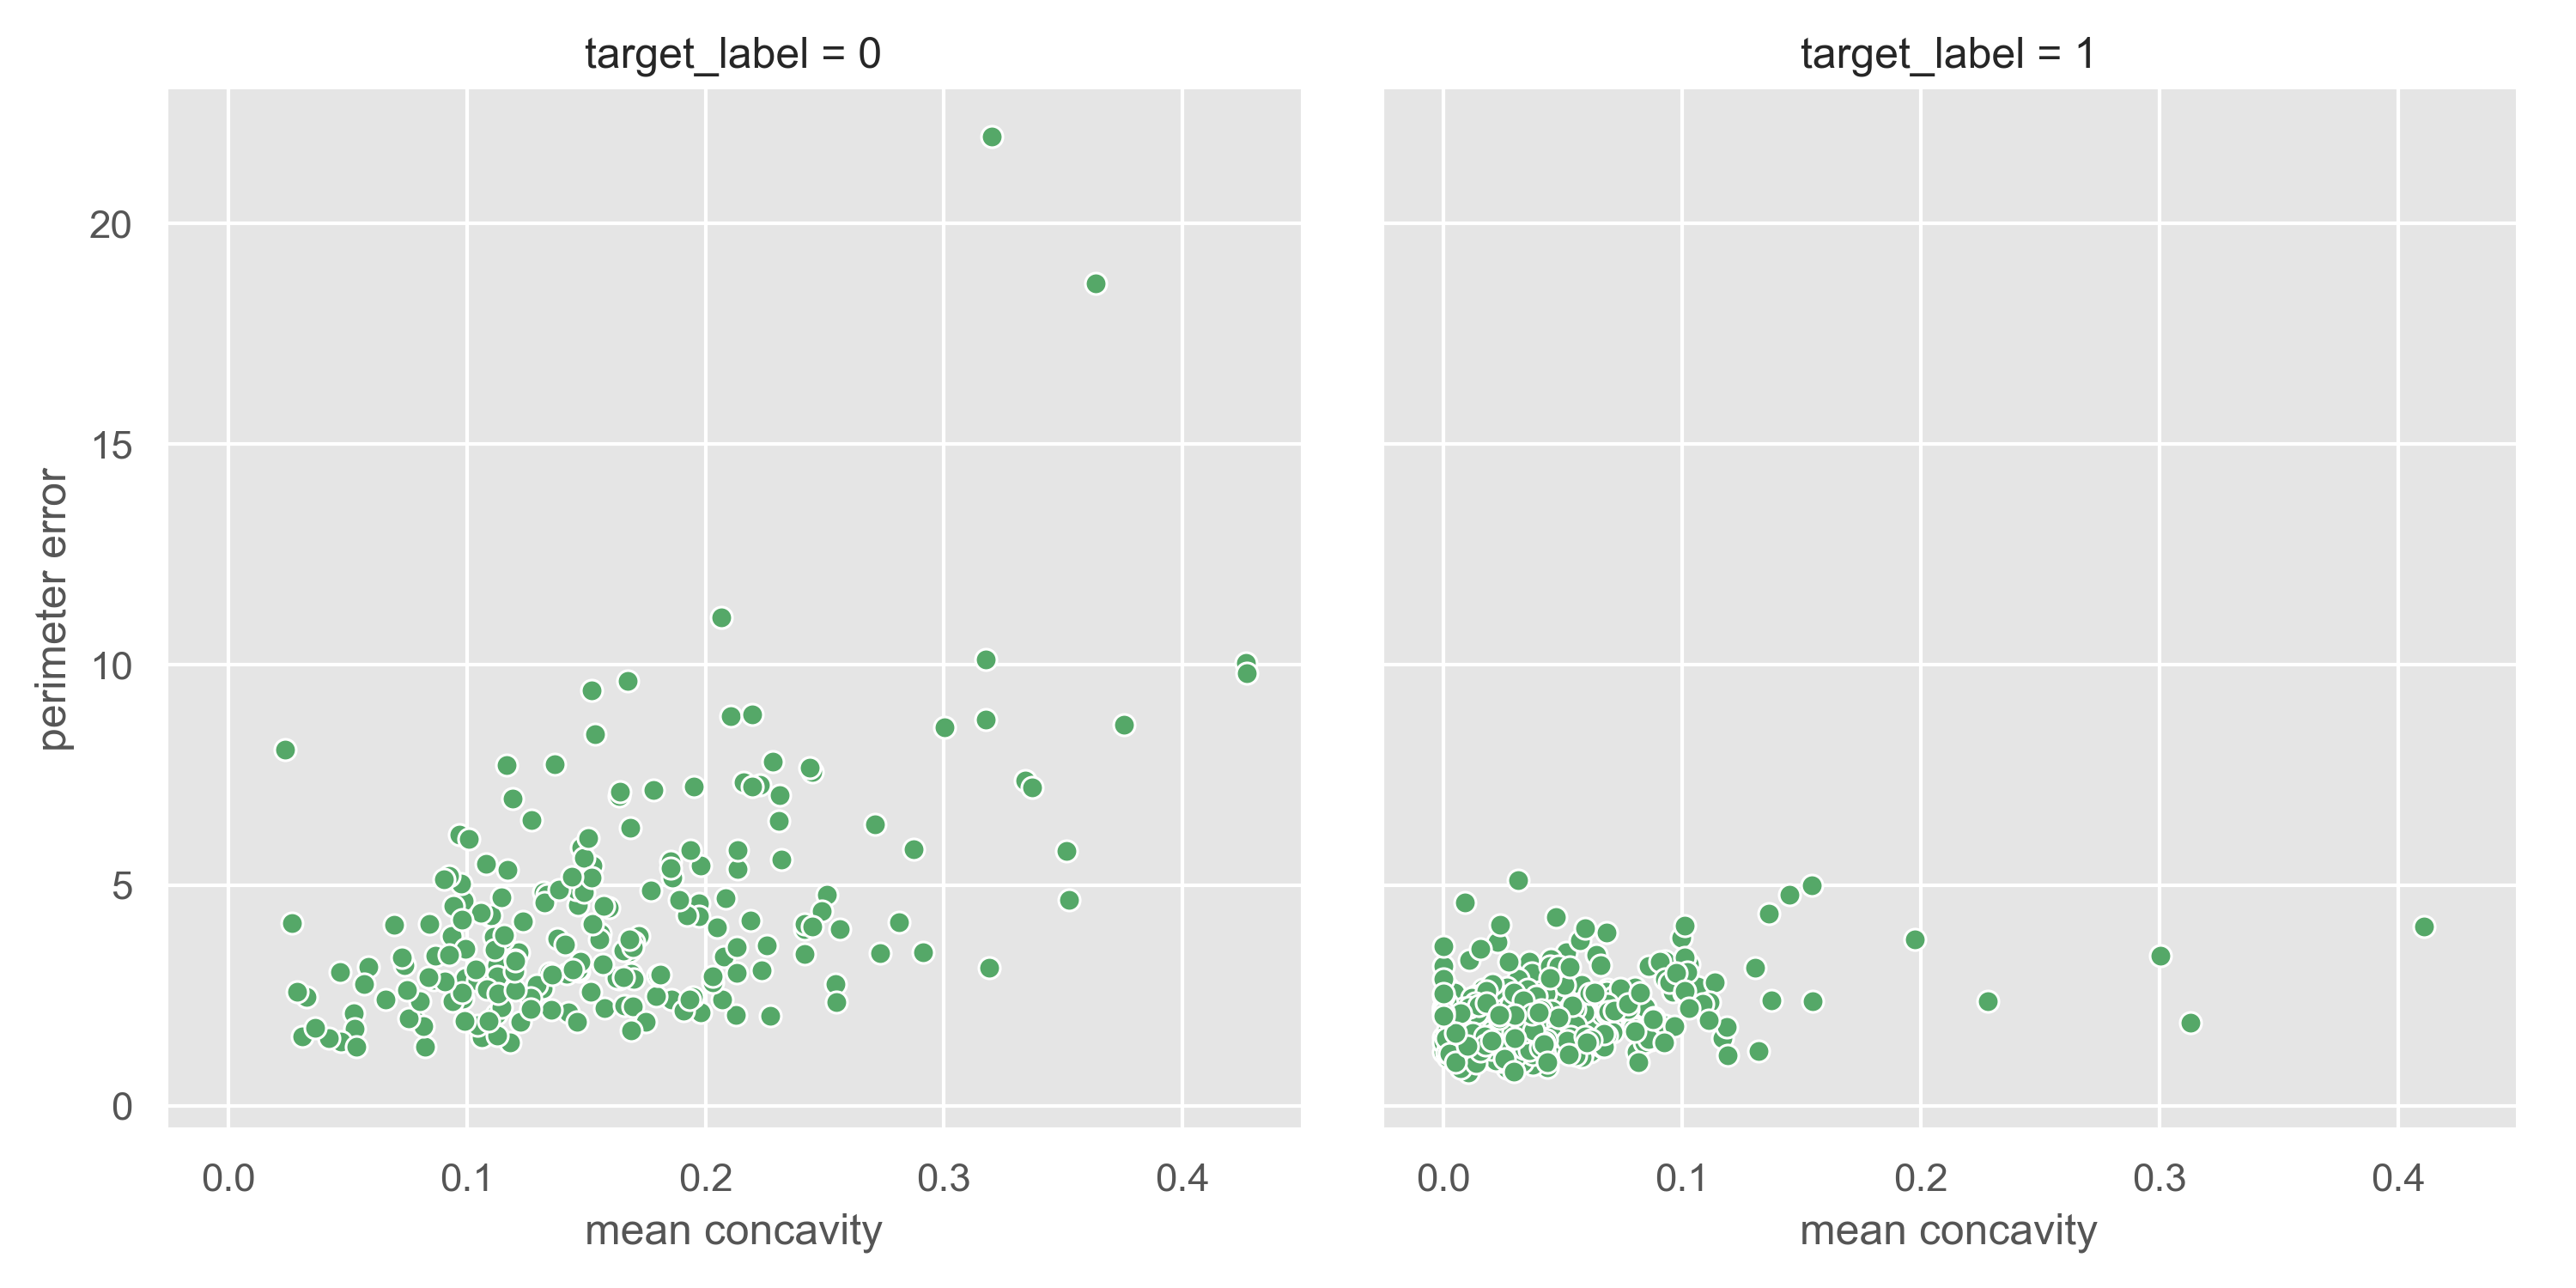 target_label = 0
target_label = 1
perimeter error
20
15
10
5
0
0.0 0.1 0.2 0.3 0.4
0.0 0.1 0.2 0.3 0.4
mean concavity
mean concavity